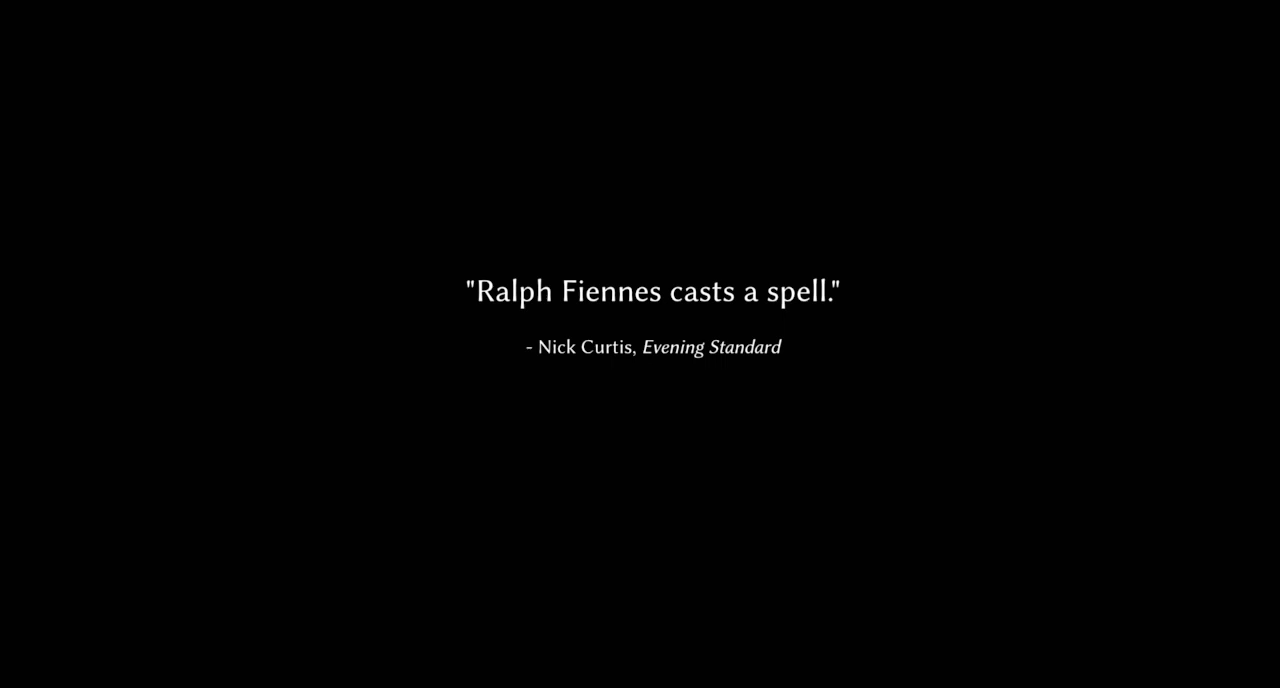 "Ralph Fiennes casts a spell."
- Nick Curtis, Evening Standard